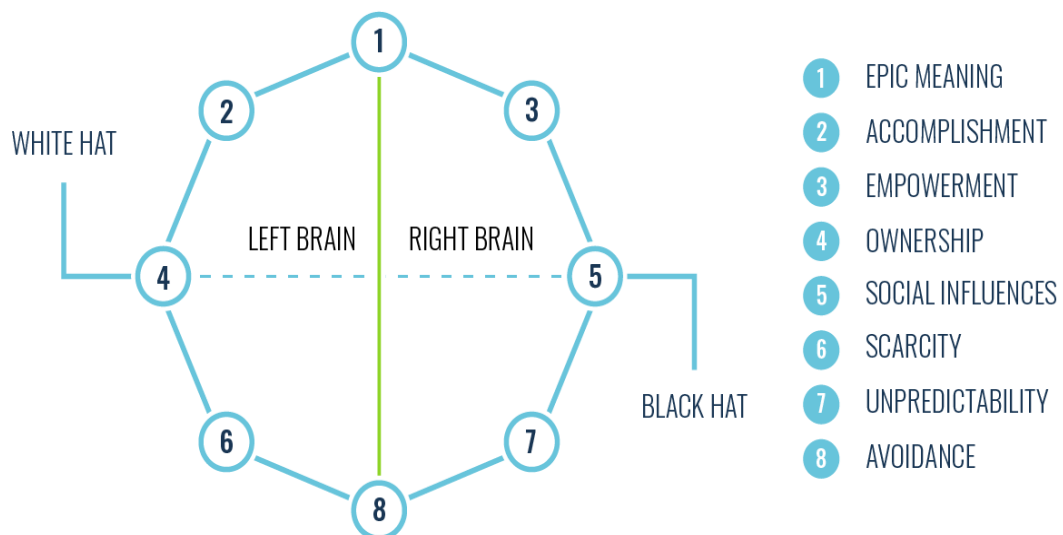 1
2
3
WHITE HAT
LEFT BRAIN
RIGHT BRAIN
4
5
BLACK HAT
6
7
8
1 EPIC MEANING
2 ACCOMPLISHMENT
3 EMPOWERMENT
4 OWNERSHIP
5 SOCIAL INFLUENCES
6 SCARCITY
7 UNPREDICTABILITY
8 AVOIDANCE